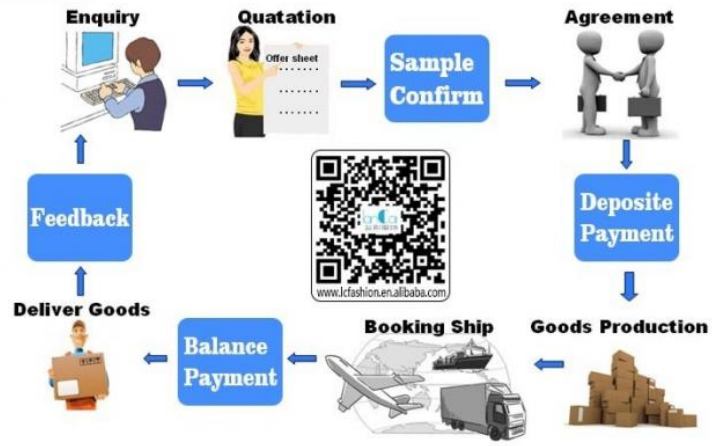 Enquiry
Quatation
Agreement
Offer sheet
Sample
Confirm
Feedback
Deposite
Payment
www.lcfashion.en.alibaba.com
Deliver Goods
Balance
Payment
Booking Ship
Goods Production